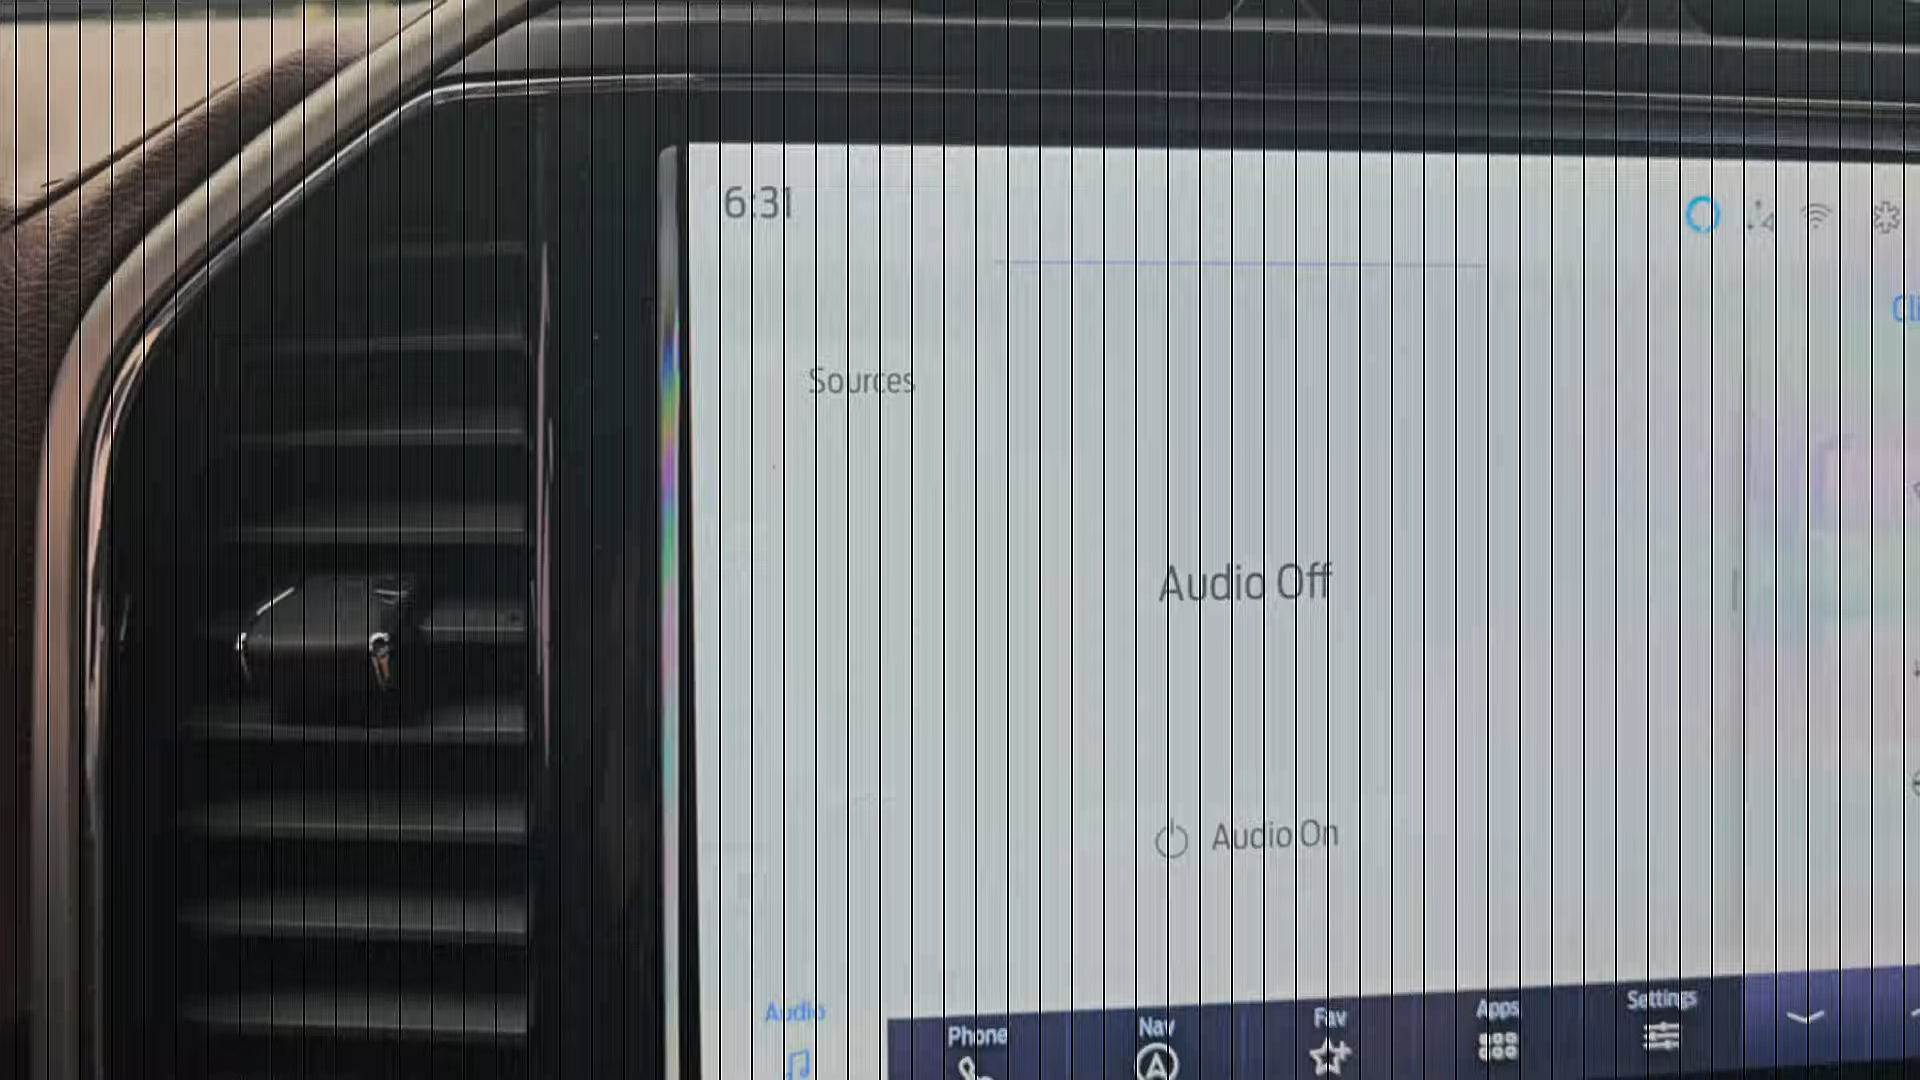 6:31
Sources
Audio Off
Audio On
Audio
Phone
Nav
Fav
Apps
Settings